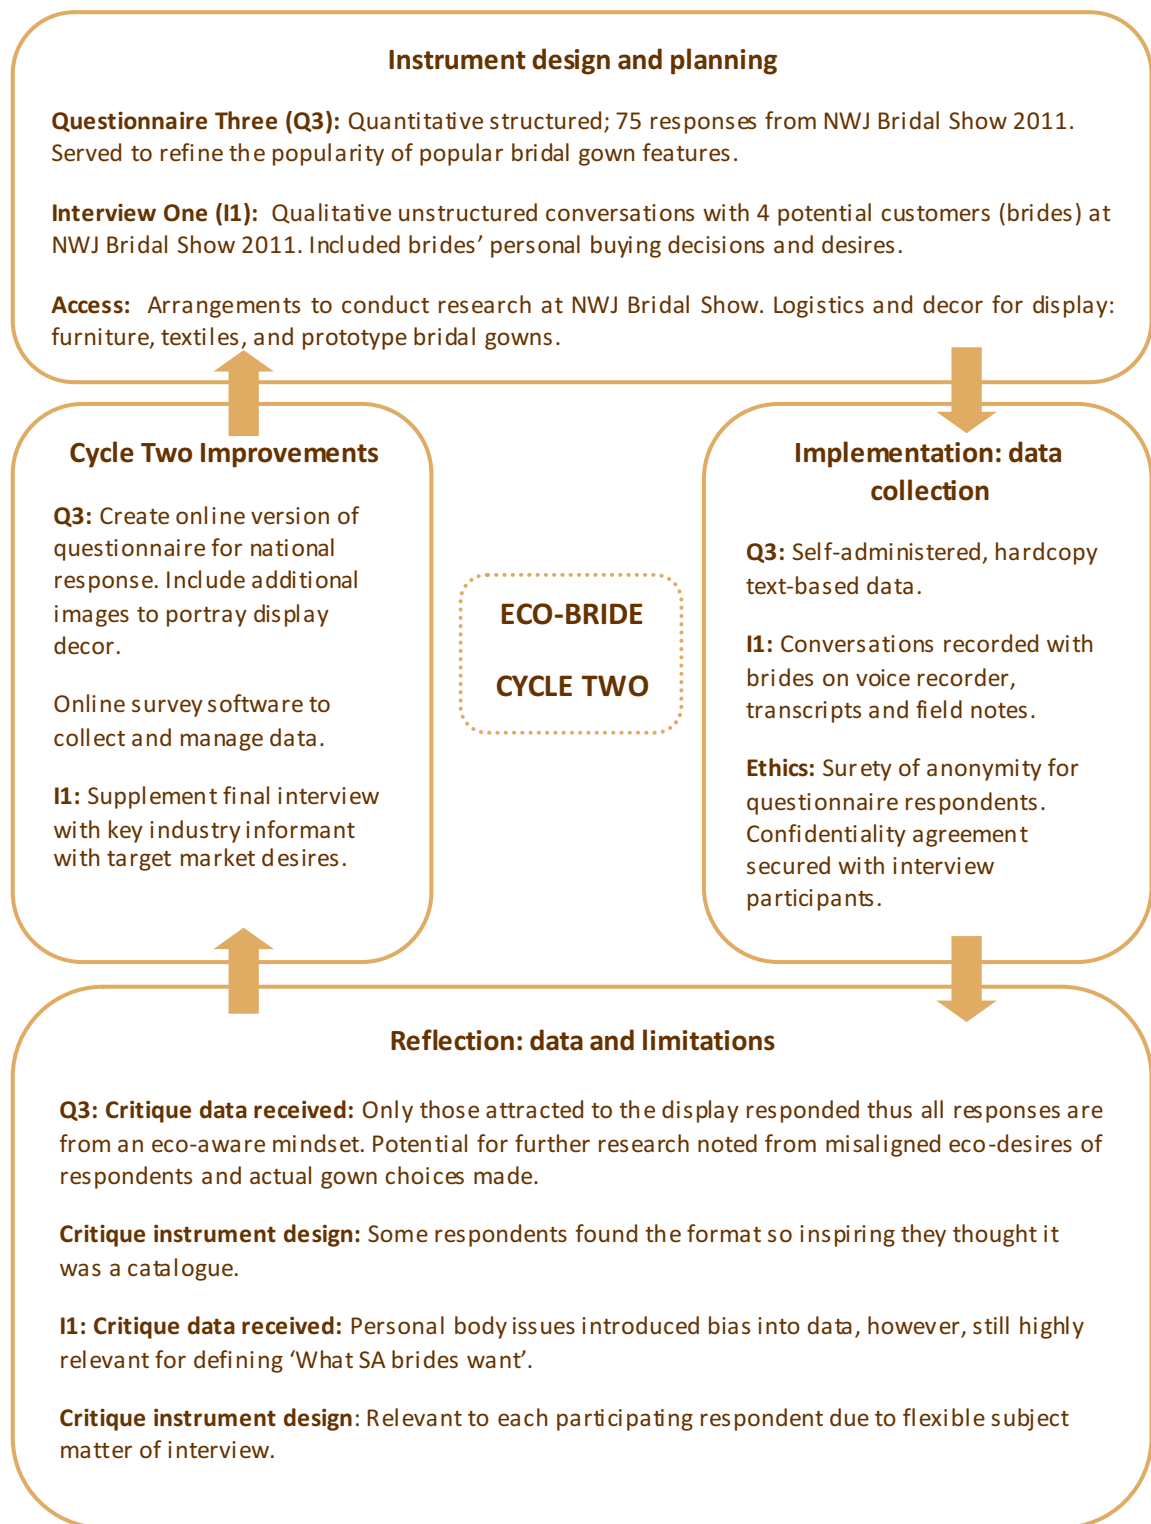 Instrument design and planning
Questionnaire Three (Q3): Quantitative structured; 75 responses from NWJ Bridal Show 2011.
Served to refine the popularity of popular bridal gown features.
Interview One (I1): Qualitative unstructured conversations with 4 potential customers (brides) at
NWJ Bridal Show 2011. Included brides’ personal buying decisions and desires.
Access: Arrangements to conduct research at NWJ Bridal Show. Logistics and decor for display:
furniture, textiles, and prototype bridal gowns.
Cycle Two Improvements
Q3: Create online version of
questionnaire for national
response. Include additional
images to portray display
decor.
Online survey software to
collect and manage data.
I1: Supplement final interview
with key industry informant
with target market desires.
ECO-BRIDE
CYCLE TWO
Implementation: data
collection
Q3: Self-administered, hardcopy
text-based data.
I1: Conversations recorded with
brides on voice recorder,
transcripts and field notes.
Ethics: Surety of anonymity for
questionnaire respondents.
Confidentiality agreement
secured with interview
participants.
Reflection: data and limitations
Q3: Critique data received: Only those attracted to the display responded thus all responses are
from an eco-aware mindset. Potential for further research noted from misaligned eco-desires of
respondents and actual gown choices made.
Critique instrument design: Some respondents found the format so inspiring they thought it
was a catalogue.
I1: Critique data received: Personal body issues introduced bias into data, however, still highly
relevant for defining ‘What SA brides want’.
Critique instrument design: Relevant to each participating respondent due to flexible subject
matter of interview.